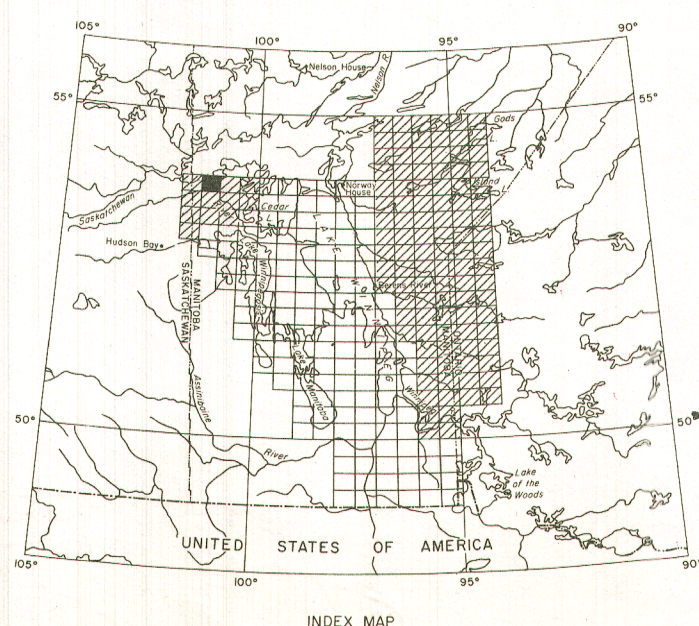 105°
100°
95°
90°
Nelson House
Nelson R.
55°
55°
Gods
L.
Island
L.
Norway
House
Saskatchewan
River
Cedar
L.
Hudson Bay
LAKE
WINNIPEG
Winnipegosis
Berens River
MANITOBA
SASKATCHEWAN
ONTARIO
MANITOBA
Lake
Manitoba
Winnipeg
Assiniboine
River
50°
50°
Lake
of the
Woods
UNITED STATES OF AMERICA
105°
100°
95°
90°
INDEX MAP